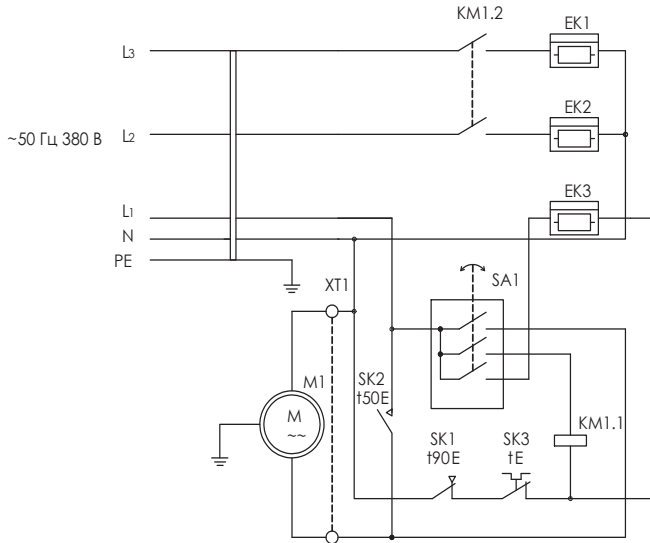 KM1.2
EK1
L3
EK2
~50 Гц 380 В
L2
EK3
L1
N
PE
SA1
XT1
M1
SK2
t50E
M
~~
SK1
t90E
SK3
tE
KM1.1